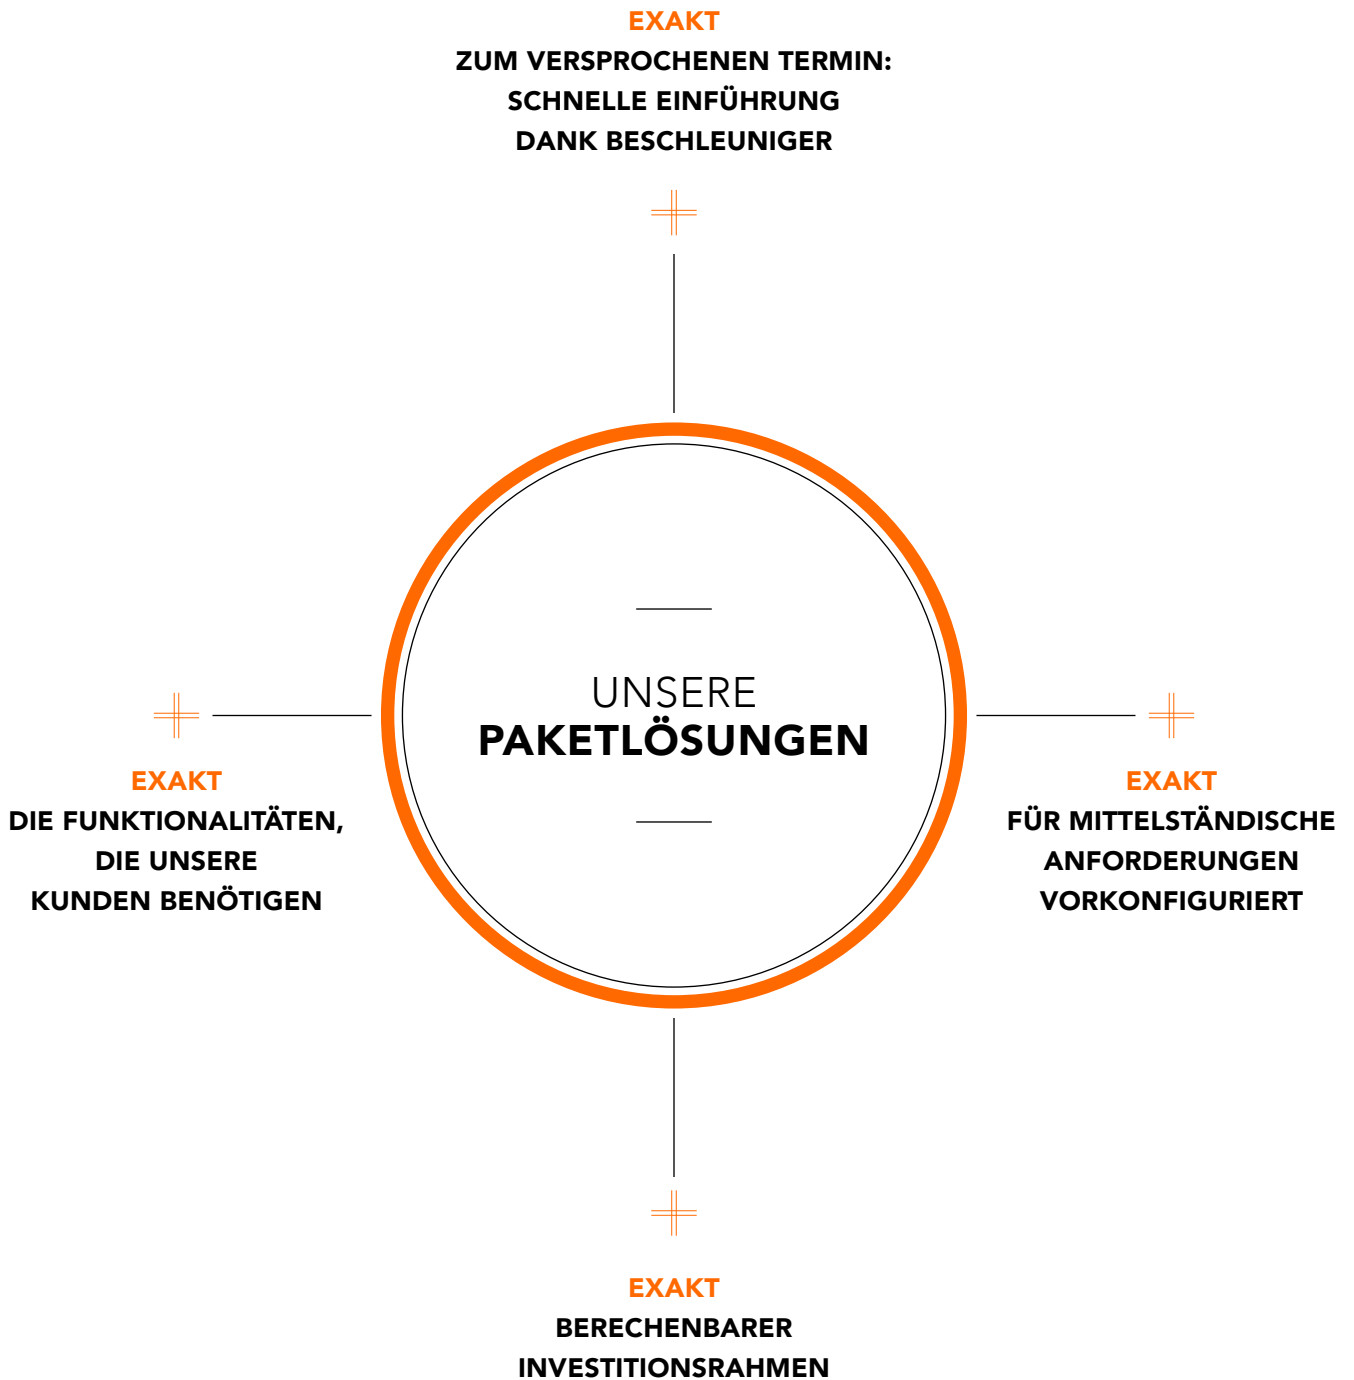 EXAKT
ZUM VERSPROCHENEN TERMIN:
SCHNELLE EINFÜHRUNG
DANK BESCHLEUNIGER
UNSERE
PAKETLÖSUNGEN
EXAKT
DIE FUNKTIONALITÄTEN,
DIE UNSERE
KUNDEN BENÖTIGEN
EXAKT
FÜR MITTELSTÄNDISCHE
ANFORDERUNGEN
VORKONFIGURIERT
EXAKT
BERECHENBARER
INVESTITIONSRAHMEN